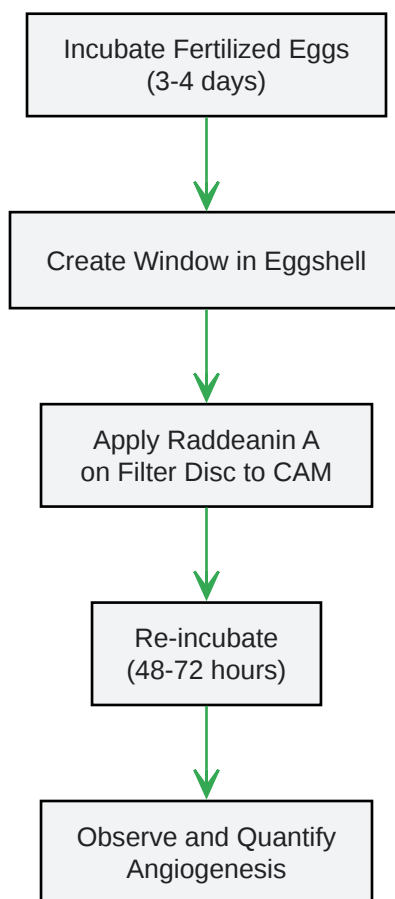 Incubate Fertilized Eggs
(3-4 days)
Create Window in Eggshell
Apply Raddeanin A
on Filter Disc to CAM
Re-incubate
(48-72 hours)
Observe and Quantify
Angiogenesis